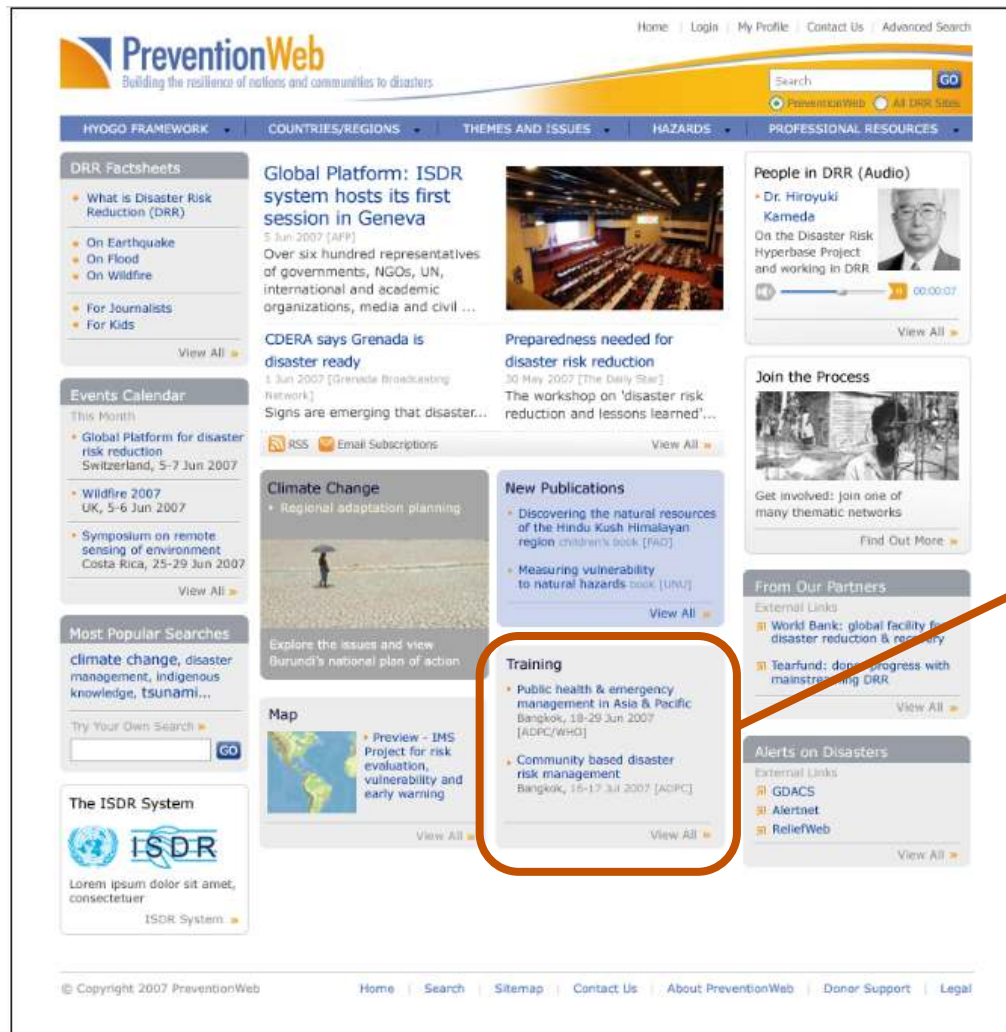 Home | Login | My Profile | Contact Us | Advanced Search
PreventionWeb
Building the resilience of nations and communities to disasters
Search GO
PreventionWeb All DRR Sites
HYOGO FRAMEWORK COUNTRIES/REGIONS THEMES AND ISSUES HAZARDS PROFESSIONAL RESOURCES
DRR Factsheets
What is Disaster Risk
Reduction (DRR)
On Earthquake
On Flood
On Wildfire
For Journalists
For Kids
View All »
Events Calendar
This Month
Global Platform for disaster
risk reduction
Switzerland, 5-7 Jun 2007
Wildfire 2007
UK, 5-6 Jun 2007
Symposium on remote
sensing of environment
Costa Rica, 25-29 Jun 2007
View All »
Most Popular Searches
climate change, disaster
management, indigenous
knowledge, tsunami...
Try Your Own Search »
GO
The ISDR System
ISDR
Lorem ipsum dolor sit amet,
consectetuer
ISDR System »
Global Platform: ISDR
system hosts its first
session in Geneva
5 Jun 2007 [AFP]
Over six hundred representatives
of governments, NGOs, UN,
international and academic
organizations, media and civil ...
CDERA says Grenada is
disaster ready
1 Jun 2007 [Grenada Broadcasting
Network]
Signs are emerging that disaster...
Preparedness needed for
disaster risk reduction
30 May 2007 [The Daily Star]
The workshop on 'disaster risk
reduction and lessons learned'...
RSS Email Subscriptions View All »
Climate Change
• Regional adaptation planning
Explore the issues and view
Burundi's national plan of action
Map
Preview - IMS
Project for risk
evaluation,
vulnerability and
early warning
View All »
New Publications
Discovering the natural resources
of the Hindu Kush Himalayan
region children's book [FAO]
Measuring vulnerability
to natural hazards book [UNU]
View All »
Training
Public health & emergency
management in Asia & Pacific
Bangkok, 18-29 Jun 2007
[ADPC/WHO]
Community based disaster
risk management
Bangkok, 16-17 Jul 2007 [ADPC]
View All »
People in DRR (Audio)
Dr. Hiroyuki
Kameda
On the Disaster Risk
Hyperbase Project
and working in DRR
00:00:07
View All »
Join the Process
Get involved: join one of
many thematic networks
Find Out More »
From Our Partners
External Links
World Bank: global facility for
disaster reduction & recovery
Tearfund: donor progress with
mainstreaming DRR
View All »
Alerts on Disasters
External Links
GDACS
Alertnet
ReliefWeb
View All »
© Copyright 2007 PreventionWeb Home | Search | Sitemap | Contact Us | About PreventionWeb | Donor Support | Legal